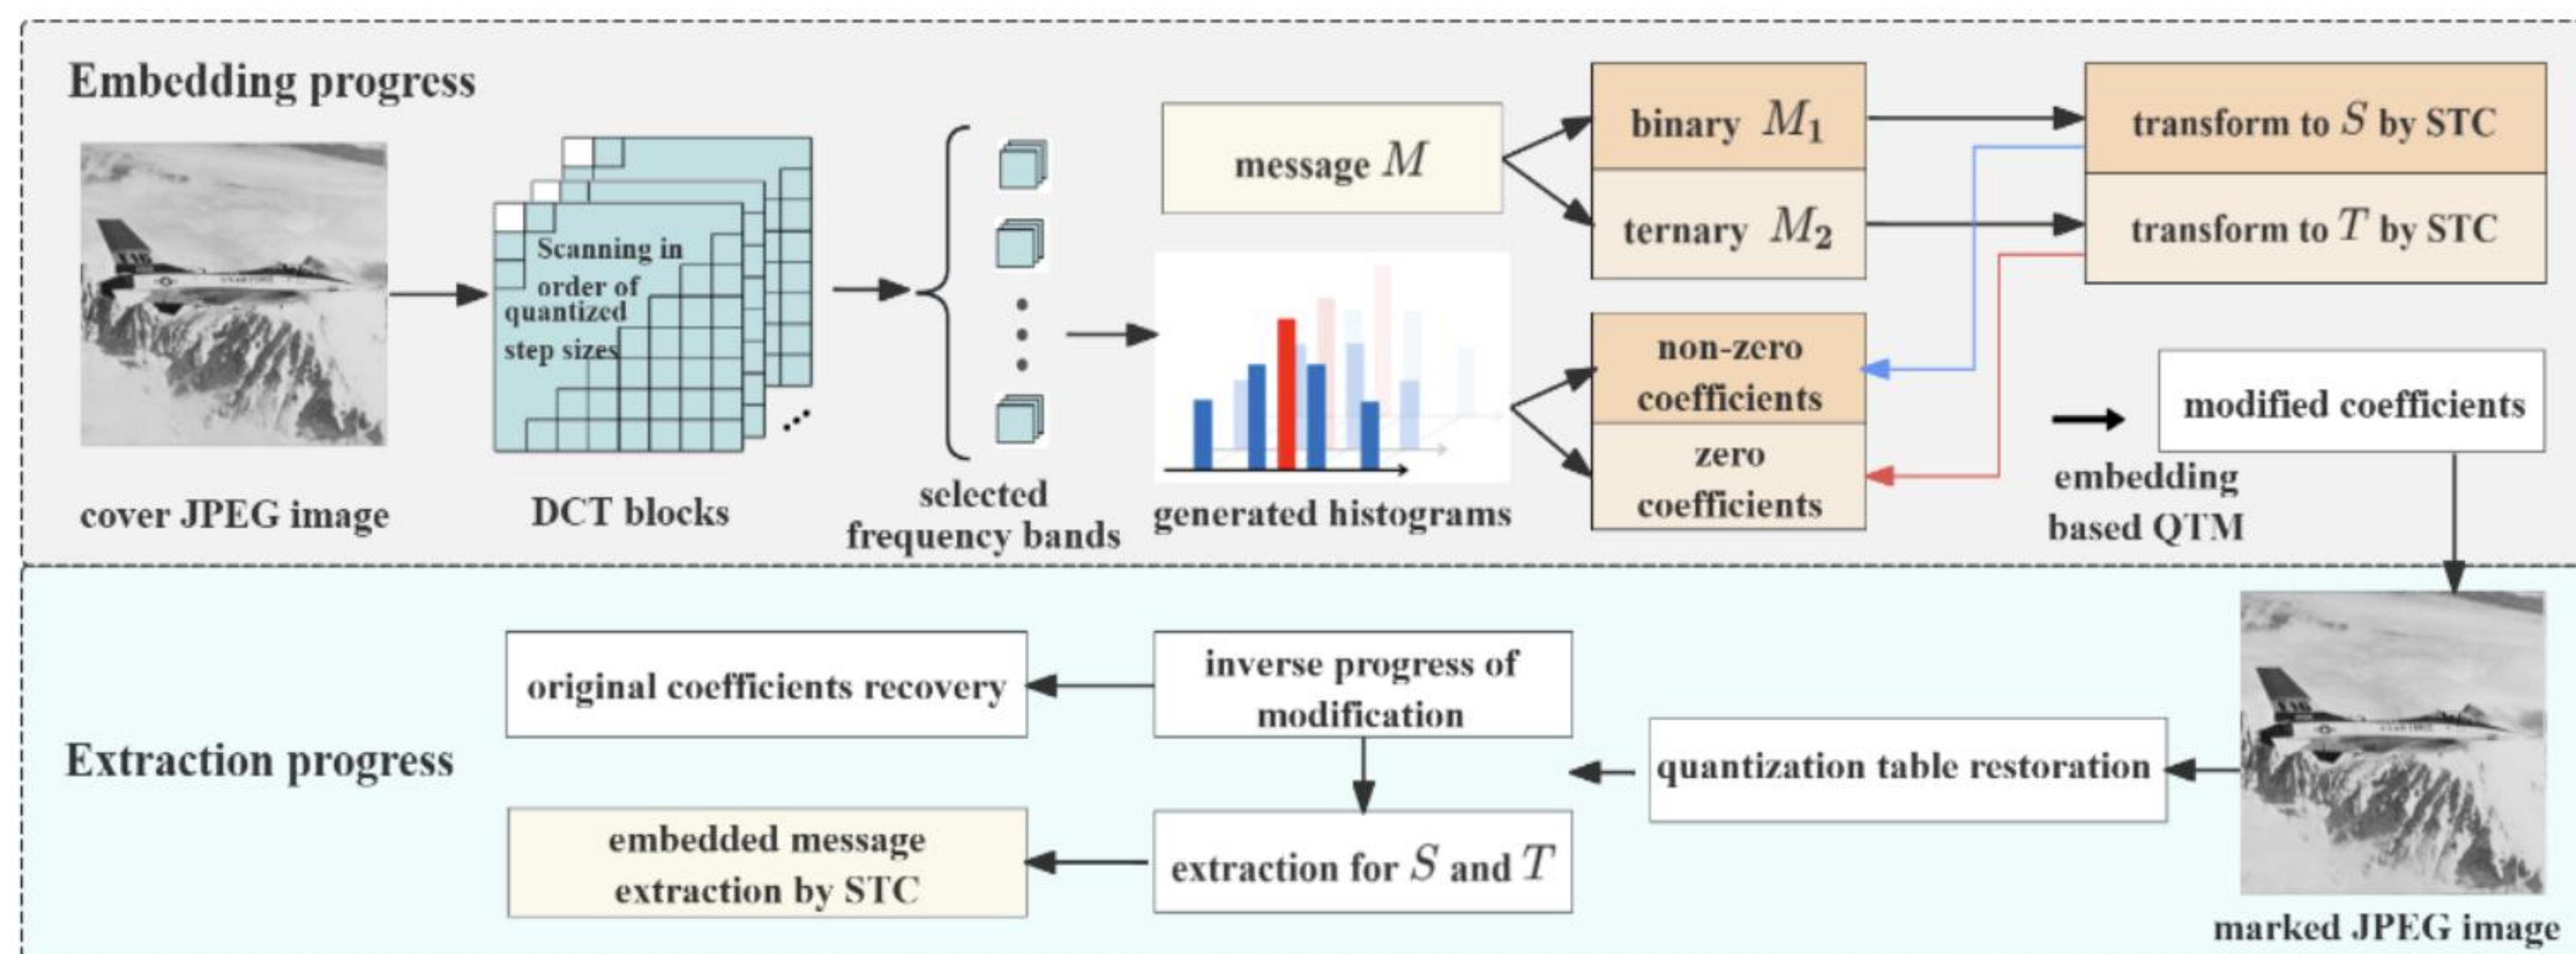 Embedding progress
Scanning in
order of
quantized
step sizes
cover JPEG image
DCT blocks
selected
frequency bands
message M
generated histograms
binary M₁
ternary M₂
non-zero
coefficients
zero
coefficients
transform to S by STC
transform to T by STC
embedding
based QTM
modified coefficients
Extraction progress
original coefficients recovery
inverse progress of
modification
embedded message
extraction by STC
extraction for S and T
quantization table restoration
marked JPEG image